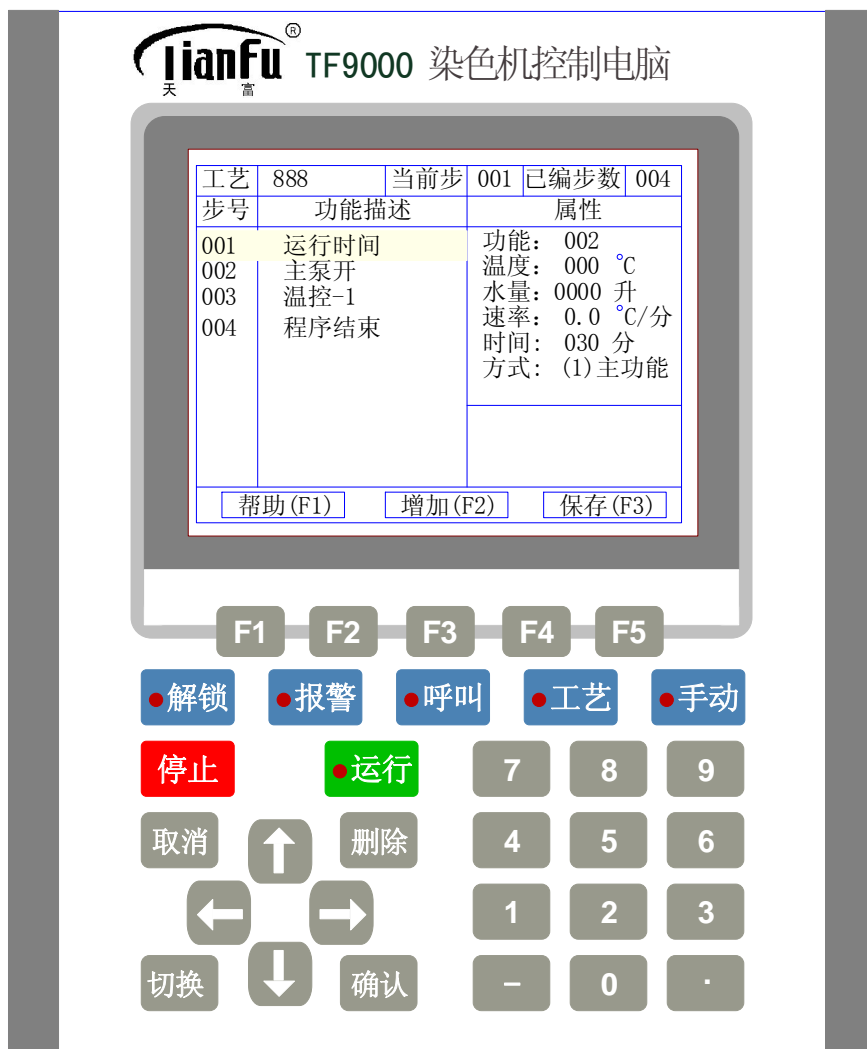 TianFu® TF9000 染色机控制电脑
天 富
工艺 888 当前步 001 已编步数 004
步号 功能描述 属性
001 运行时间 功能: 002
002 主泵开 温度: 000 ℃
003 温控-1 水量: 0000 升
004 程序结束 速率: 0.0 ℃/分
时间: 030 分
方式: (1)主功能
帮助(F1) 增加(F2) 保存(F3)
F1 F2 F3 F4 F5
解锁 报警 呼叫 工艺 手动
停止 运行 7 8 9
取消 删除 4 5 6
1 2 3
切换 确认 - 0 .